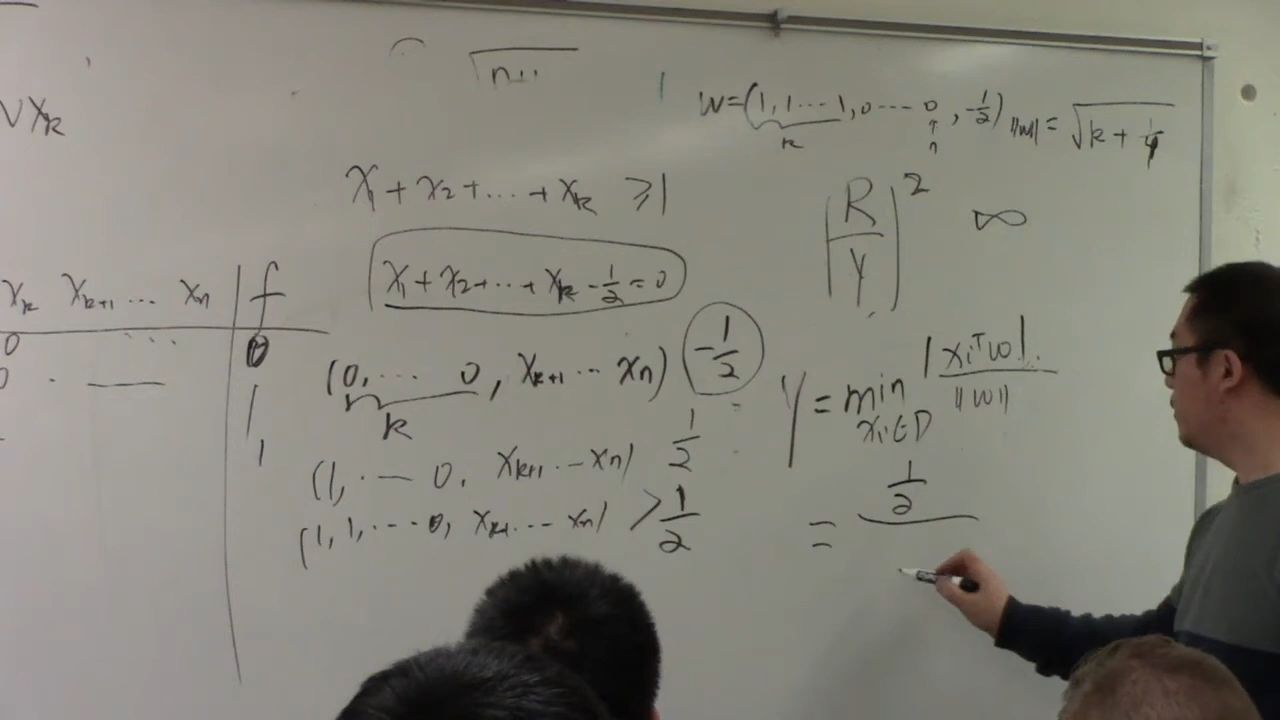 ∨ X_k
√n+1
W=(1, 1 ⋯ 1, 0 ⋯ 0, -1/2) ||w|| = √(k + 1/4)
k
↑
n
X_1 + X_2 + ⋯ + X_k ≥ 1
|R/γ|^2 ∞
X_1 + X_2 + ⋯ + X_k - 1/2 = 0
X_k X_{k+1} ⋯ X_n f
0 ⋯ 0
0 . — 1
1
(0, ⋯ 0, X_{k+1} ⋯ X_n) -1/2
k
(1, ⋯ 0, X_{k+1} ⋯ X_n) 1/2
(1, 1, ⋯ 0, X_{k+1} ⋯ X_n) > 1/2
γ = min_{x_i∈D} |x_i^T w| / ||w||
= 1/2